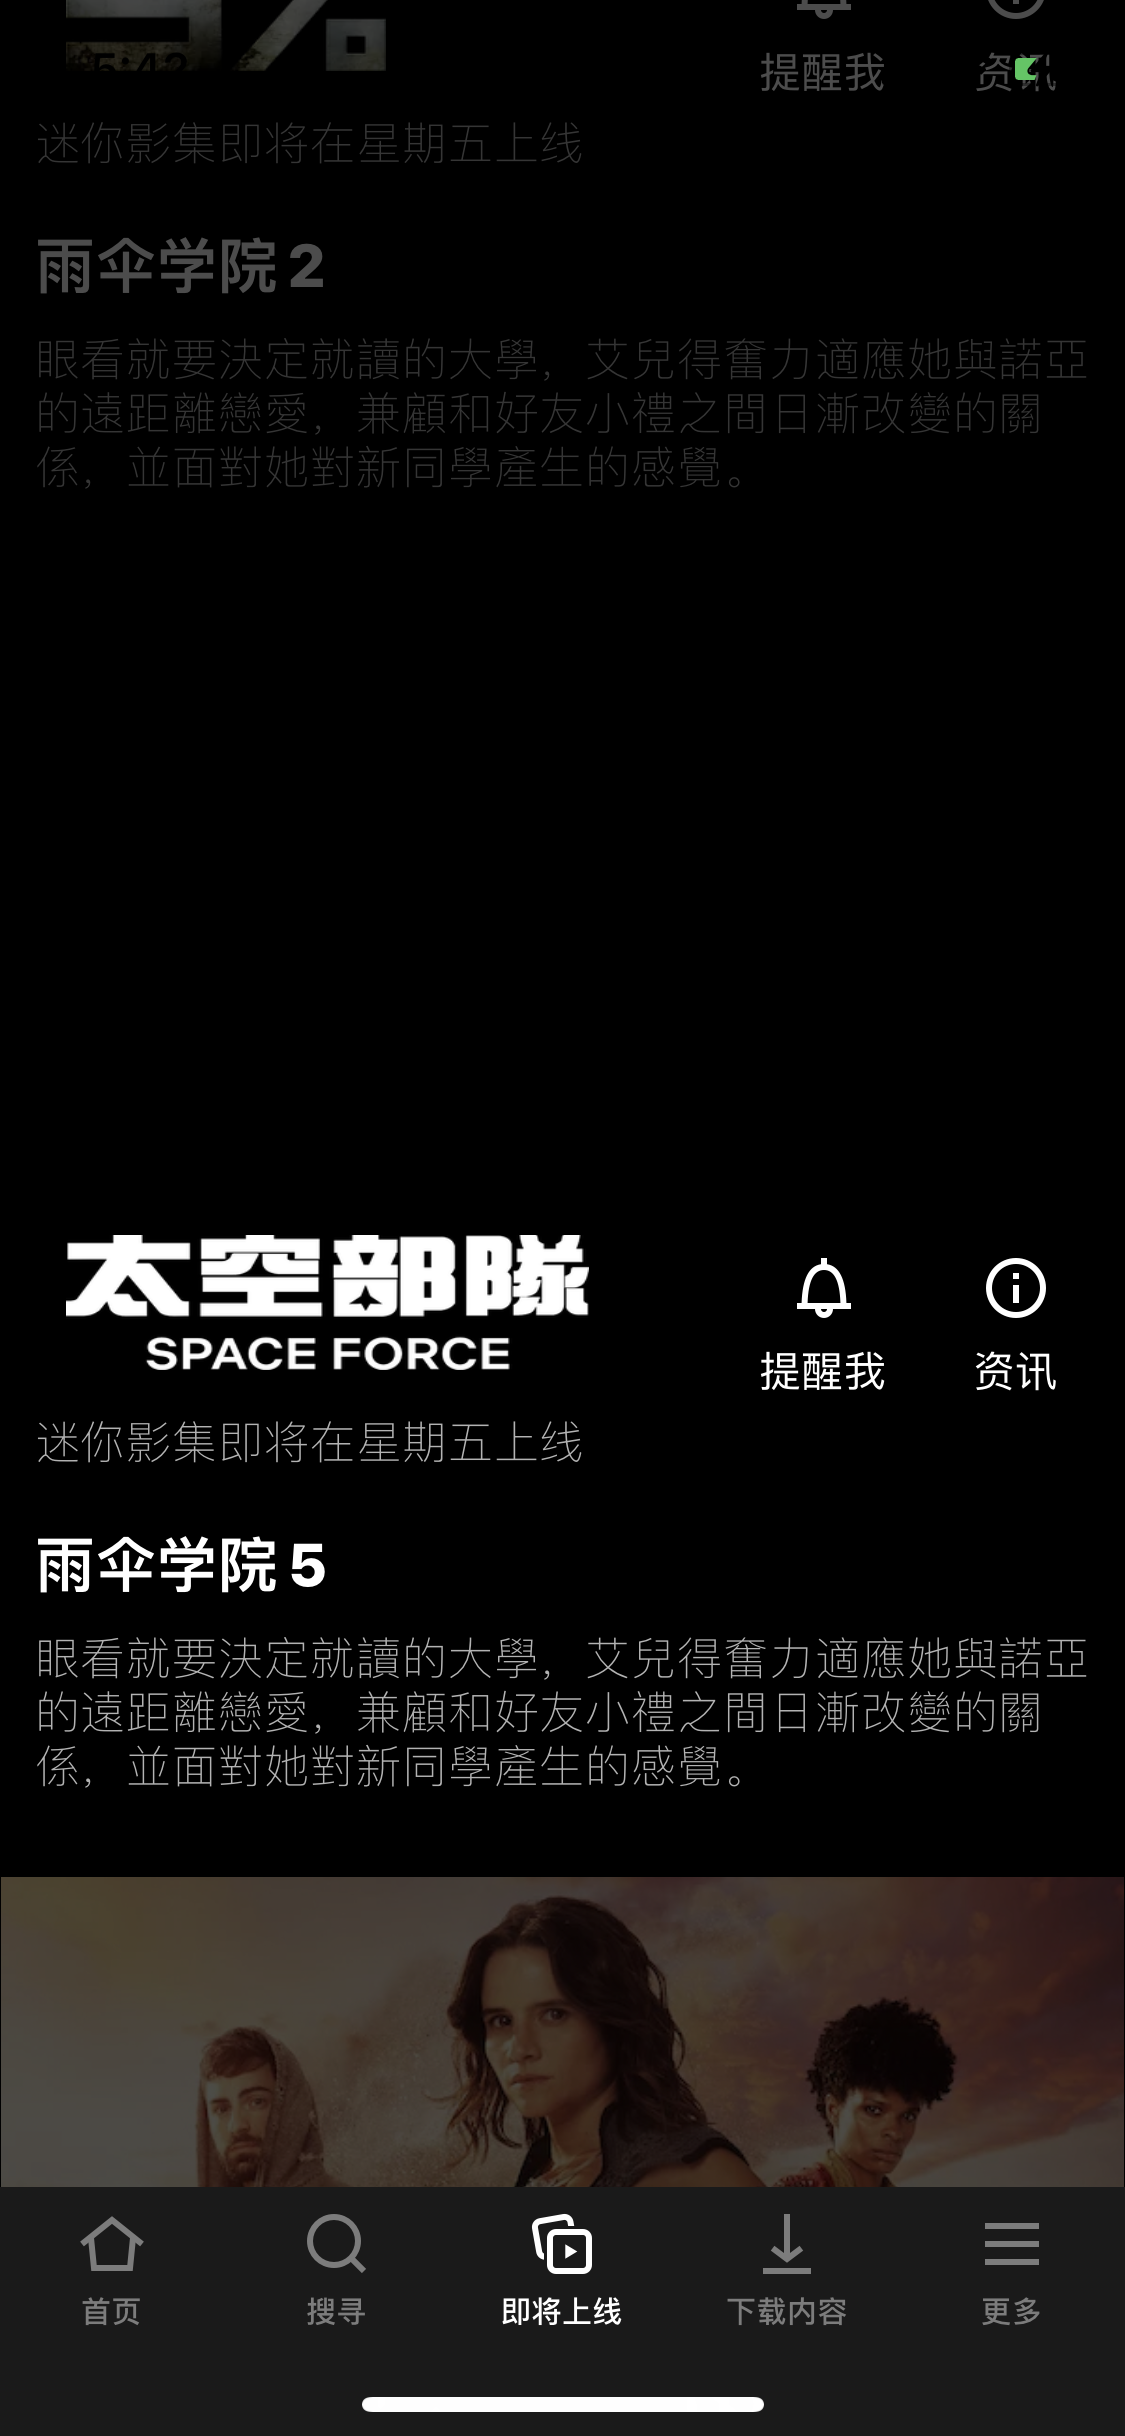 5:42
提醒我
资讯
迷你影集即将在星期五上线
雨伞学院 2
眼看就要決定就讀的大學，艾兒得奮力適應她與諾亞
的遠距離戀愛，兼顧和好友小禮之間日漸改變的關
係，並面對她對新同學產生的感覺。
太空部隊
SPACE FORCE
提醒我
资讯
迷你影集即将在星期五上线
雨伞学院 5
眼看就要決定就讀的大學，艾兒得奮力適應她與諾亞
的遠距離戀愛，兼顧和好友小禮之間日漸改變的關
係，並面對她對新同學產生的感覺。
首页
搜寻
即将上线
下载内容
更多